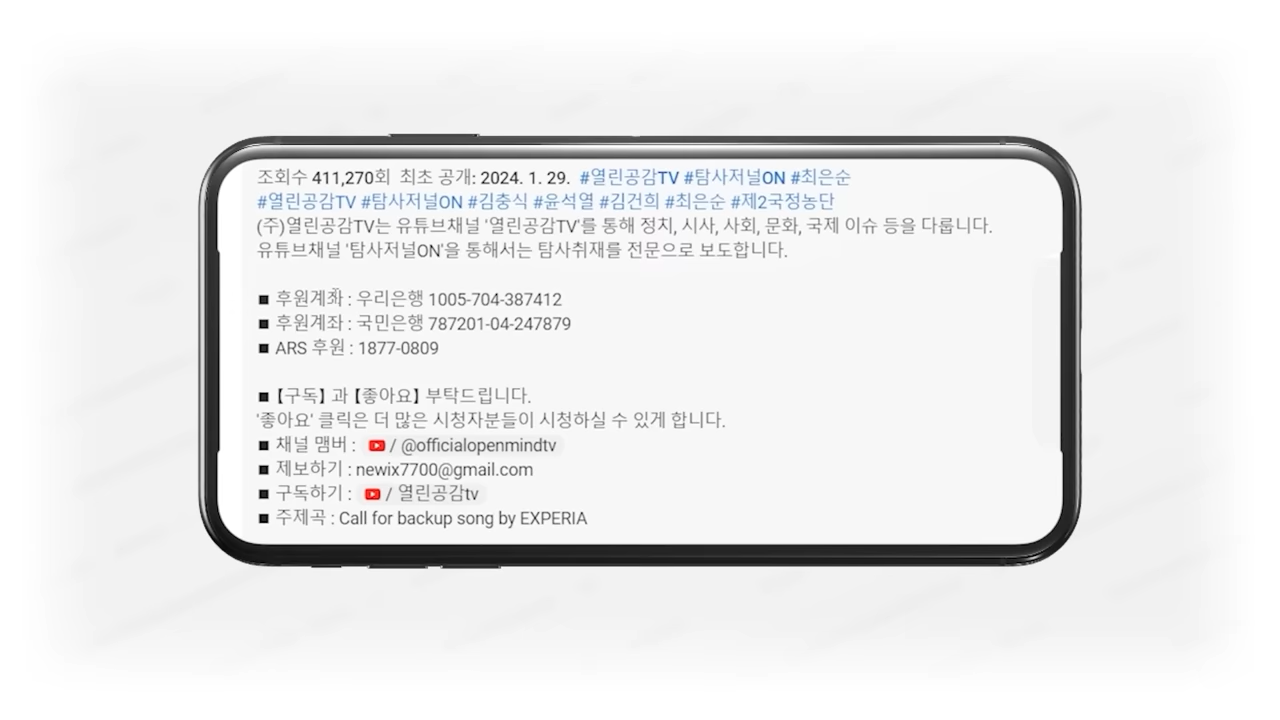 조회수 411,270회 최초 공개: 2024. 1. 29. #열린공감TV #탐사저널ON #최은순
#열린공감TV #탐사저널ON #김충식 #윤석열 #김건희 #최은순 #제2국정농단
(주)열린공감TV는 유튜브채널 '열린공감TV'를 통해 정치, 시사, 사회, 문화, 국제 이슈 등을 다룹니다.
유튜브채널 '탐사저널ON'을 통해서는 탐사취재를 전문으로 보도합니다.
■ 후원계좌 : 우리은행 1005-704-387412
■ 후원계좌 : 국민은행 787201-04-247879
■ ARS 후원 : 1877-0809
■【구독】과【좋아요】부탁드립니다.
'좋아요' 클릭은 더 많은 시청자분들이 시청하실 수 있게 합니다.
■ 채널 맴버 : / @officialopenmindtv
■ 제보하기 : newix7700@gmail.com
■ 구독하기 : / 열린공감tv
■ 주제곡 : Call for backup song by EXPERIA